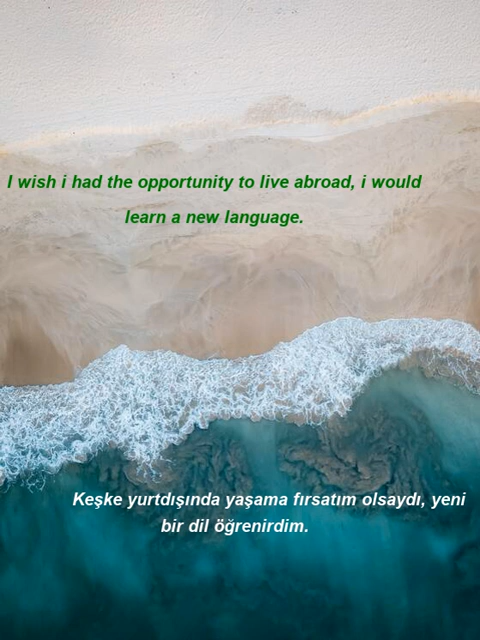 I wish i had the opportunity to live abroad, i would
learn a new language.
Keşke yurtdışında yaşama fırsatım olsaydı, yeni
bir dil öğrenirdim.